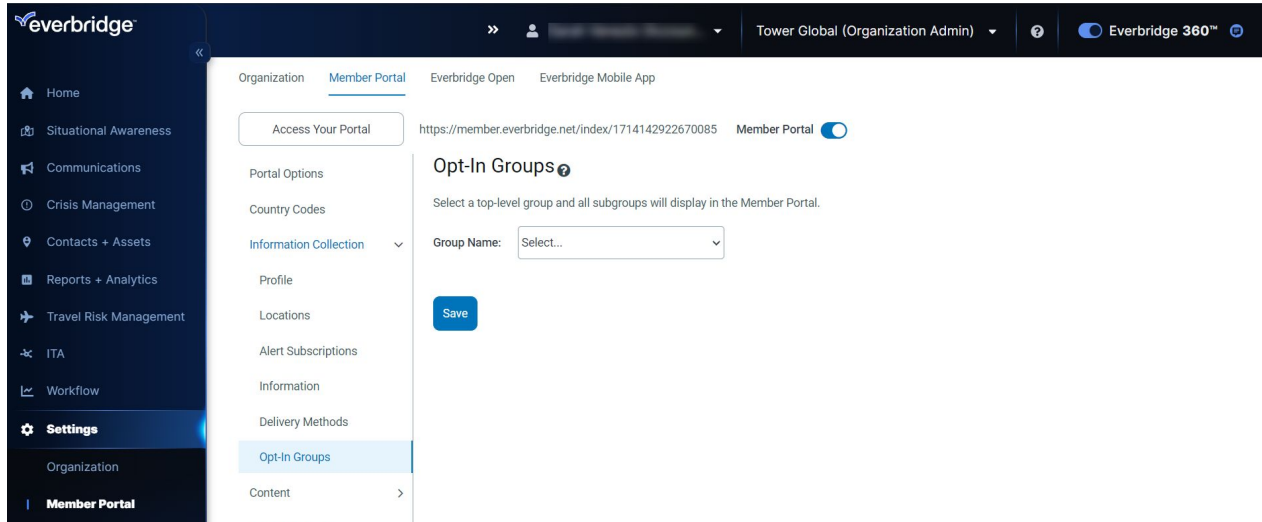 everbridge™
«
»
Tower Global (Organization Admin)
Everbridge 360™
Home
Situational Awareness
Communications
Crisis Management
Contacts + Assets
Reports + Analytics
Travel Risk Management
ITA
Workflow
Settings
Organization
Member Portal
Organization
Member Portal
Everbridge Open
Everbridge Mobile App
Access Your Portal
https://member.everbridge.net/index/1714142922670085
Member Portal
Portal Options
Country Codes
Information Collection
Profile
Locations
Alert Subscriptions
Information
Delivery Methods
Opt-In Groups
Content
Opt-In Groups
Select a top-level group and all subgroups will display in the Member Portal.
Group Name:
Select...
Save